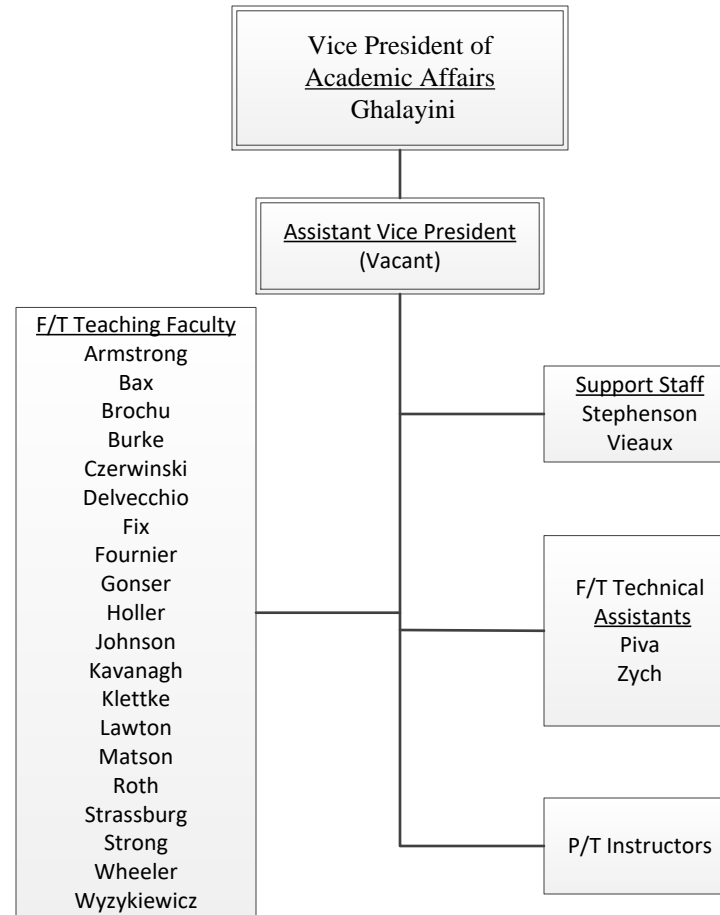 Vice President of
Academic Affairs
Ghalayini
Assistant Vice President
(Vacant)
F/T Teaching Faculty
Armstrong
Bax
Brochu
Burke
Czerwinski
Delvecchio
Fix
Fournier
Gonser
Holler
Johnson
Kavanagh
Klettke
Lawton
Matson
Roth
Strassburg
Strong
Wheeler
Wyzykiewicz
Support Staff
Stephenson
Vieaux
F/T Technical
Assistants
Piva
Zych
P/T Instructors